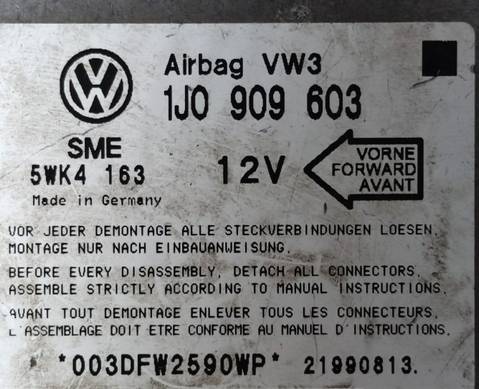 Airbag VW3
1J0 909 603
SME
5WK4 163
Made in Germany
12V
VORNE
FORWARD
AVANT
VOR JEDER DEMONTAGE ALLE STECKVERBINDUNGEN LOESEN.
MONTAGE NUR NACH EINBAUANWEISUNG.
BEFORE EVERY DISASSEMBLY, DETACH ALL CONNECTORS.
ASSEMBLE STRICTLY ACCORDING TO MANUAL INSTRUCTIONS.
AVANT TOUT DEMONTAGE ENLEVER TOUS LES CONNECTEURS.
L'ASSEMBLAGE DOIT ETRE CONFORME AU MANUEL D'INSTRUCTIONS.
*003DFW2590WP* 21990813.